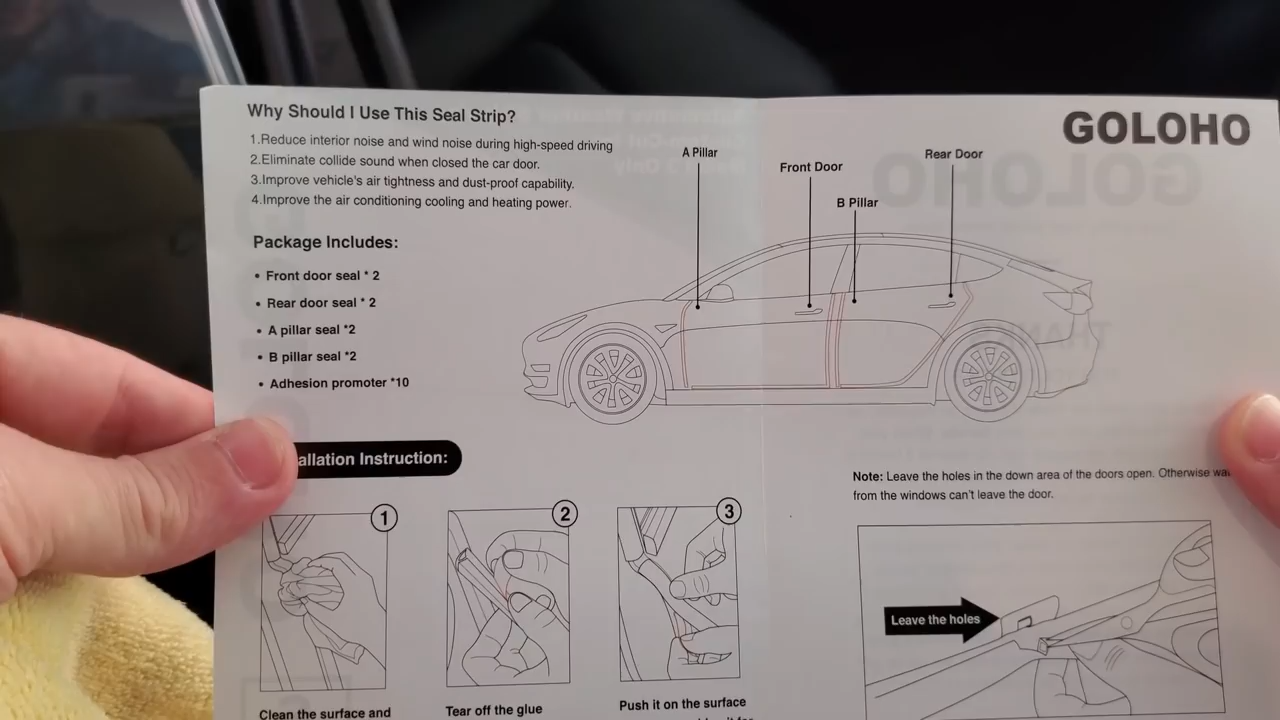 Why Should I Use This Seal Strip?
1.Reduce interior noise and wind noise during high-speed driving
2.Eliminate collide sound when closed the car door.
3.Improve vehicle's air tightness and dust-proof capability.
4.Improve the air conditioning cooling and heating power.
Package Includes:
• Front door seal * 2
• Rear door seal * 2
• A pillar seal *2
• B pillar seal *2
• Adhesion promoter *10
GOLOHO
A Pillar
Front Door
Rear Door
B Pillar
allation Instruction:
1
2
3
Clean the surface and
Tear off the glue
Push it on the surface
Note: Leave the holes in the down area of the doors open. Otherwise
from the windows can't leave the door.
Leave the holes